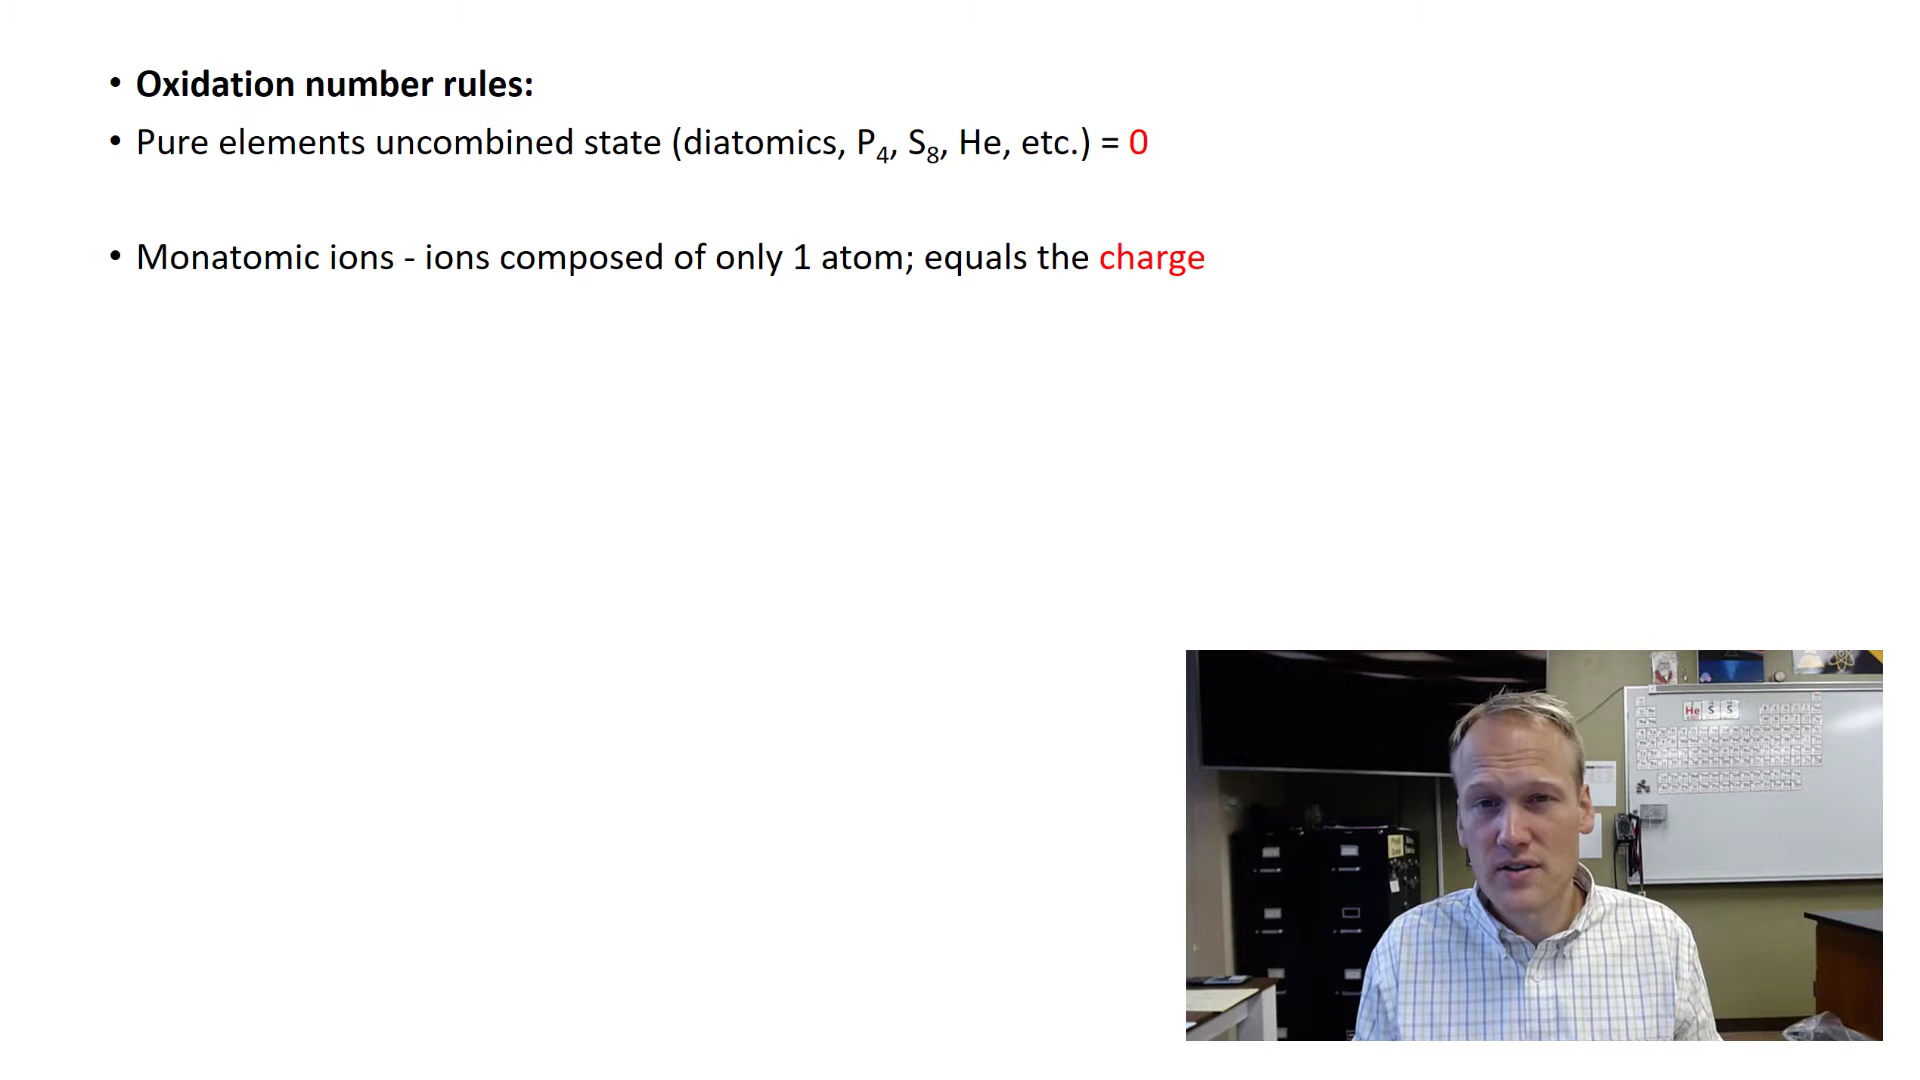 • Oxidation number rules:
• Pure elements uncombined state (diatomics, P₄, S₈, He, etc.) = 0
• Monatomic ions - ions composed of only 1 atom; equals the charge
He S S